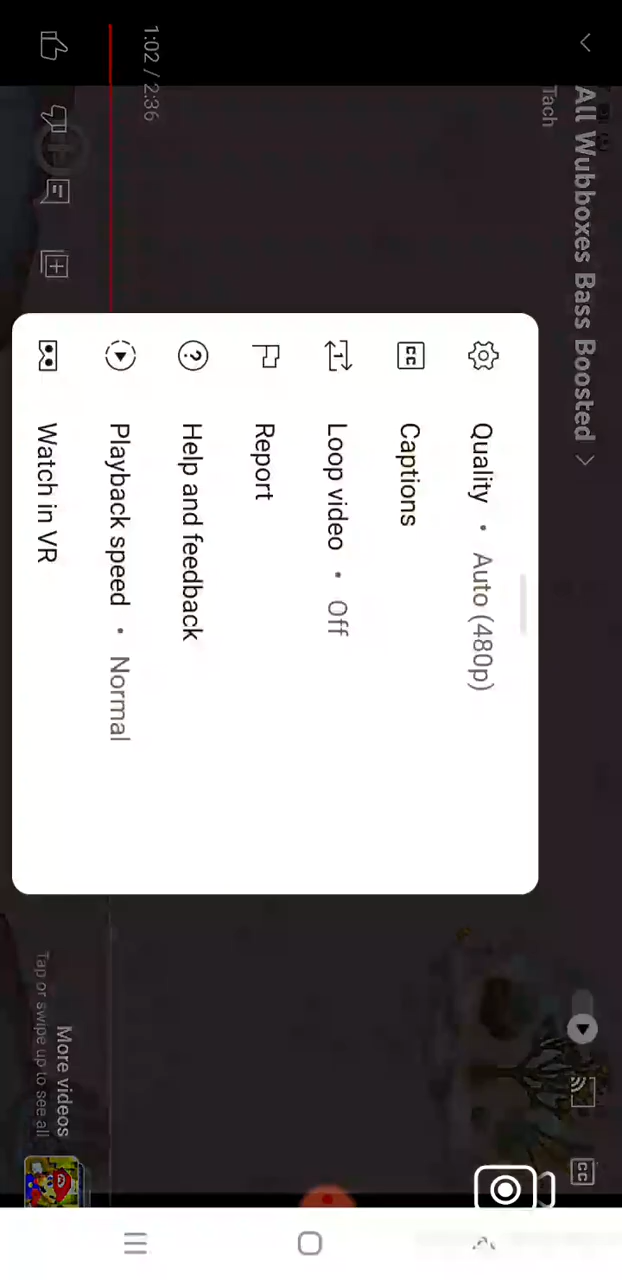 All Wubboxes Bass Boosted
Tach
Quality • Auto (480p)
Captions
Loop video • Off
Report
Help and feedback
Playback speed • Normal
Watch in VR
1:02 / 2:36
More videos
Tap or swipe up to see all